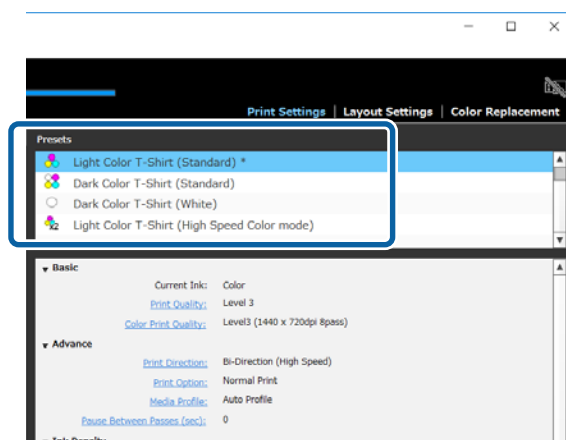 Print Settings | Layout Settings | Color Replacement
Presets
Light Color T-Shirt (Standard) *
Dark Color T-Shirt (Standard)
Dark Color T-Shirt (White)
x2 Light Color T-Shirt (High Speed Color mode)
Basic
Current Ink: Color
Print Quality: Level 3
Color Print Quality: Level3 (1440 x 720dpi 8pass)
Advance
Print Direction: Bi-Direction (High Speed)
Print Option: Normal Print
Media Profile: Auto Profile
Pause Between Passes (sec): 0
Ink Density